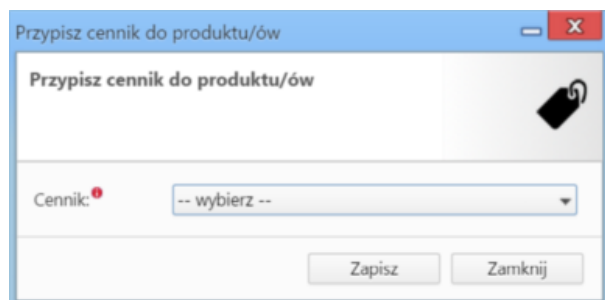 Przypisz cennik do produktu/ów
Przypisz cennik do produktu/ów
Cennik:
-- wybierz --
Zapisz
Zamknij